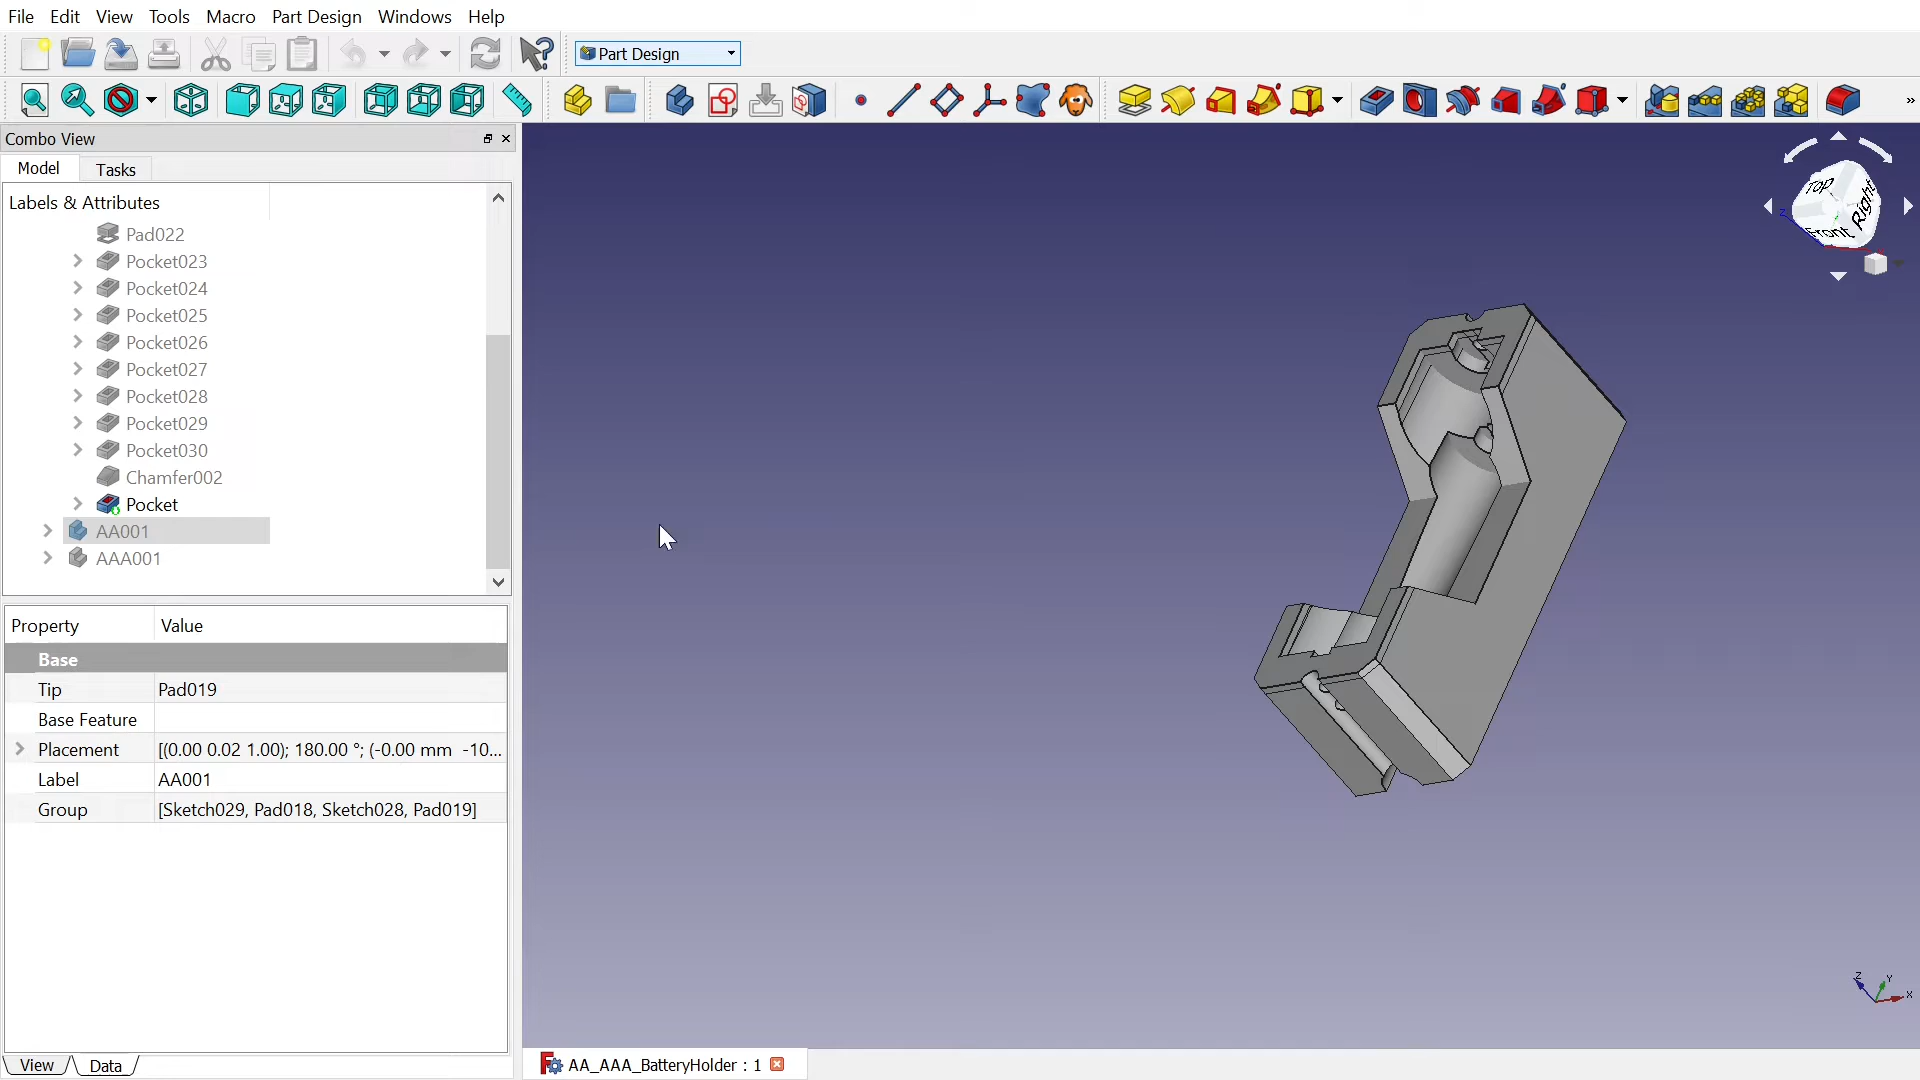 File Edit View Tools Macro Part Design Windows Help
Part Design
»
Combo View
Model Tasks
Labels & Attributes
Pad022
Pocket023
Pocket024
Pocket025
Pocket026
Pocket027
Pocket028
Pocket029
Pocket030
Chamfer002
Pocket
AA001
AAA001
Property Value
Base
Tip Pad019
Base Feature
Placement [(0.00 0.02 1.00); 180.00 °; (-0.00 mm -10...
Label AA001
Group [Sketch029, Pad018, Sketch028, Pad019]
View Data
AA_AAA_BatteryHolder : 1
Top
Front
Right
Z
Z Y X